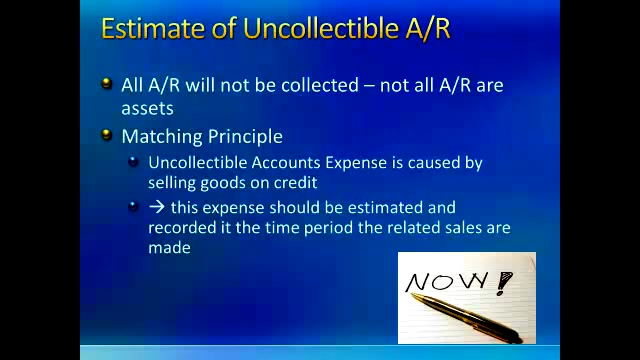 Estimate of Uncollectible A/R
All A/R will not be collected – not all A/R are
assets
Matching Principle
Uncollectible Accounts Expense is caused by
selling goods on credit
→ this expense should be estimated and
recorded it the time period the related sales are
made
NOW!